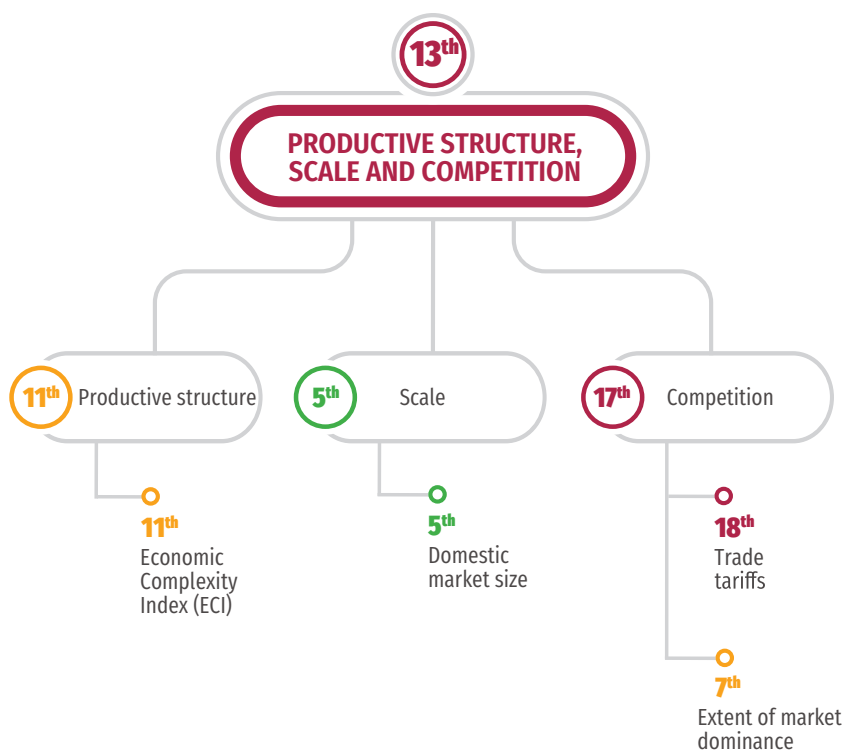 13th
PRODUCTIVE STRUCTURE,
SCALE AND COMPETITION
11th Productive structure
5th Scale
17th Competition
11th
Economic
Complexity
Index (ECI)
5th
Domestic
market size
18th
Trade
tariffs
7th
Extent of market
dominance